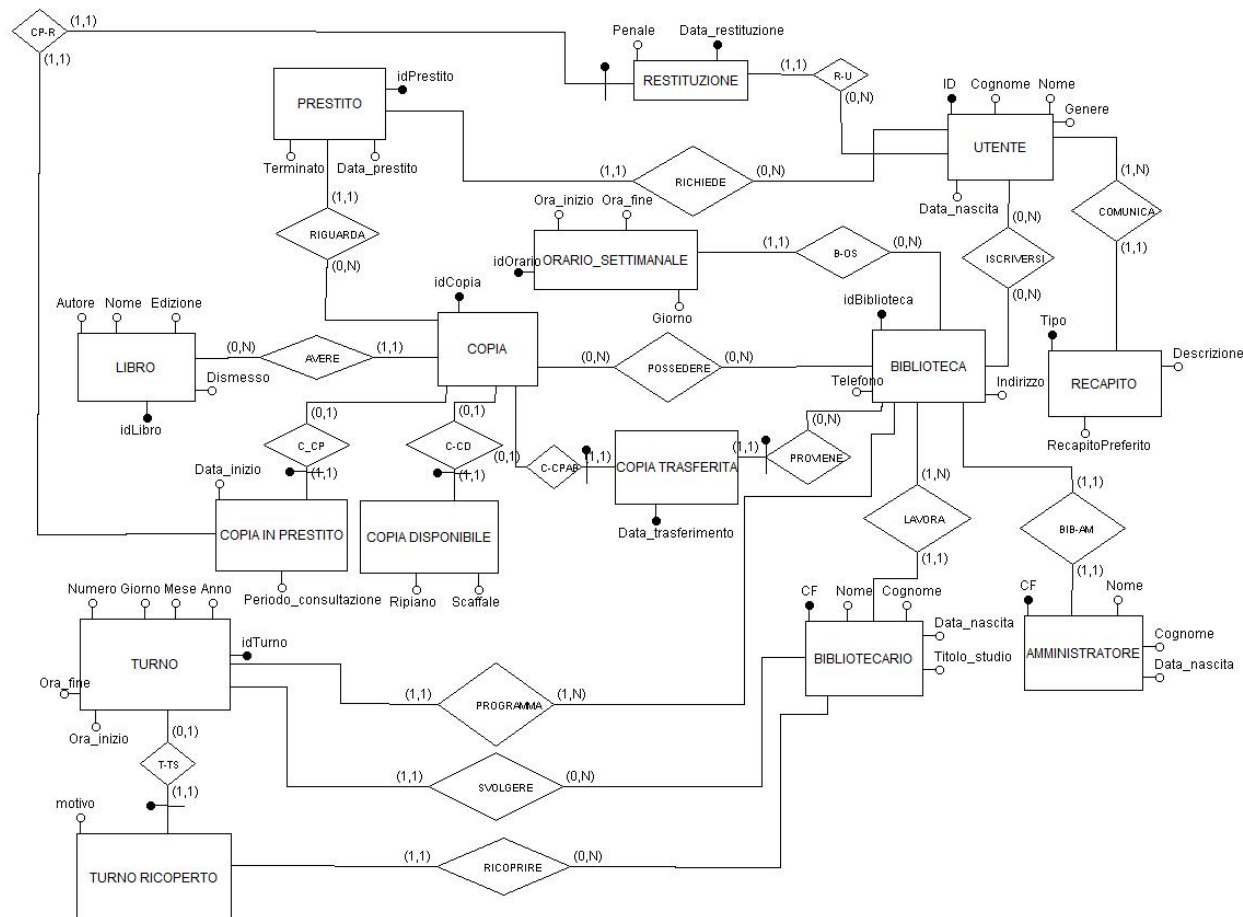 CP-R
(1,1)
(1,1)
Penale
Data_restituzione
RESTITUZIONE
(1,1)
R-U
(0,N)
idPrestito
PRESTITO
Terminato
Data_prestito
ID
Cognome
Nome
Genere
UTENTE
Data_nascita
(1,1)
RICHIEDE
(0,N)
(1,N)
COMUNICA
(1,1)
(1,1)
RIGUARDA
(0,N)
Ora_inizio
Ora_fine
ORARIO_SETTIMANALE
idOrario
Giorno
(1,1)
B-OS
(0,N)
(0,N)
ISCRIVERSI
(0,N)
Autore
Nome
Edizione
LIBRO
Dismesso
idLibro
(0,N)
AVERE
(1,1)
idCopia
COPIA
(0,N)
POSSEDERE
(0,N)
idBiblioteca
BIBLIOTECA
Telefono
Indirizzo
Tipo
Descrizione
RECAPITO
RecapitoPreferito
(0,1)
C_CP
(1,1)
(0,1)
C-CD
(1,1)
(0,1)
C-CPAB
(1,1)
COPIA TRASFERITA
Data_trasferimento
(1,1)
PROVIENE
(0,N)
Data_inizio
COPIA IN PRESTITO
Periodo_consultazione
COPIA DISPONIBILE
Ripiano
Scaffale
(1,N)
LAVORA
(1,1)
(1,1)
BIB-AM
(1,1)
Numero
Giorno
Mese
Anno
idTurno
TURNO
Ora_fine
Ora_inizio
CF
Nome
Cognome
Data_nascita
Titolo_studio
BIBLIOTECARIO
CF
Nome
Cognome
Data_nascita
AMMINISTRATORE
(1,1)
PROGRAMMA
(1,N)
(0,1)
T-TS
(1,1)
(1,1)
SVOLGERE
(0,N)
motivo
TURNO RICOPERTO
(1,1)
RICOPRIRE
(0,N)